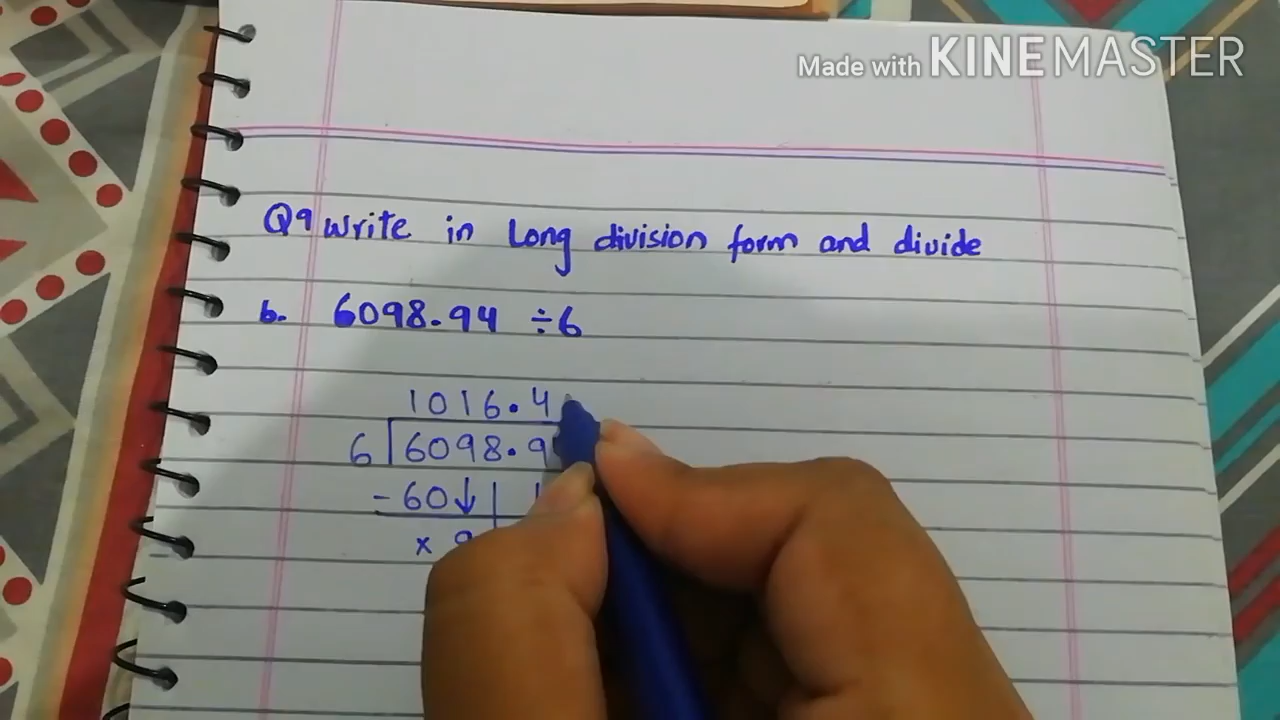 Made with KINEMASTER
Q9 Write in Long division form and divide
b. 6098.94 ÷6
1016.4
6 6098.9
- 60↓
x 9